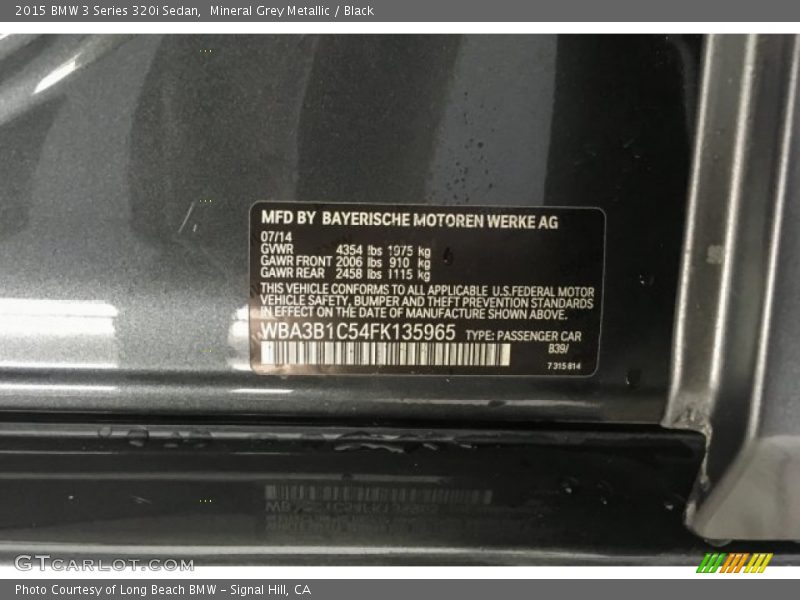 2015 BMW 3 Series 320i Sedan,  Mineral Grey Metallic / Black
MFD BY BAYERISCHE MOTOREN WERKE AG
07/14
GVWR 4354 lbs 1975 kg
GAWR FRONT 2006 lbs 910 kg
GAWR REAR 2458 lbs 1115 kg
THIS VEHICLE CONFORMS TO ALL APPLICABLE U.S.FEDERAL MOTOR
VEHICLE SAFETY, BUMPER AND THEFT PREVENTION STANDARDS
IN EFFECT ON THE DATE OF MANUFACTURE SHOWN ABOVE.
WBA3B1C54FK135965 TYPE: PASSENGER CAR
B39/
7 315 814
GTCARLOT.COM
Photo Courtesy of Long Beach BMW – Signal Hill, CA